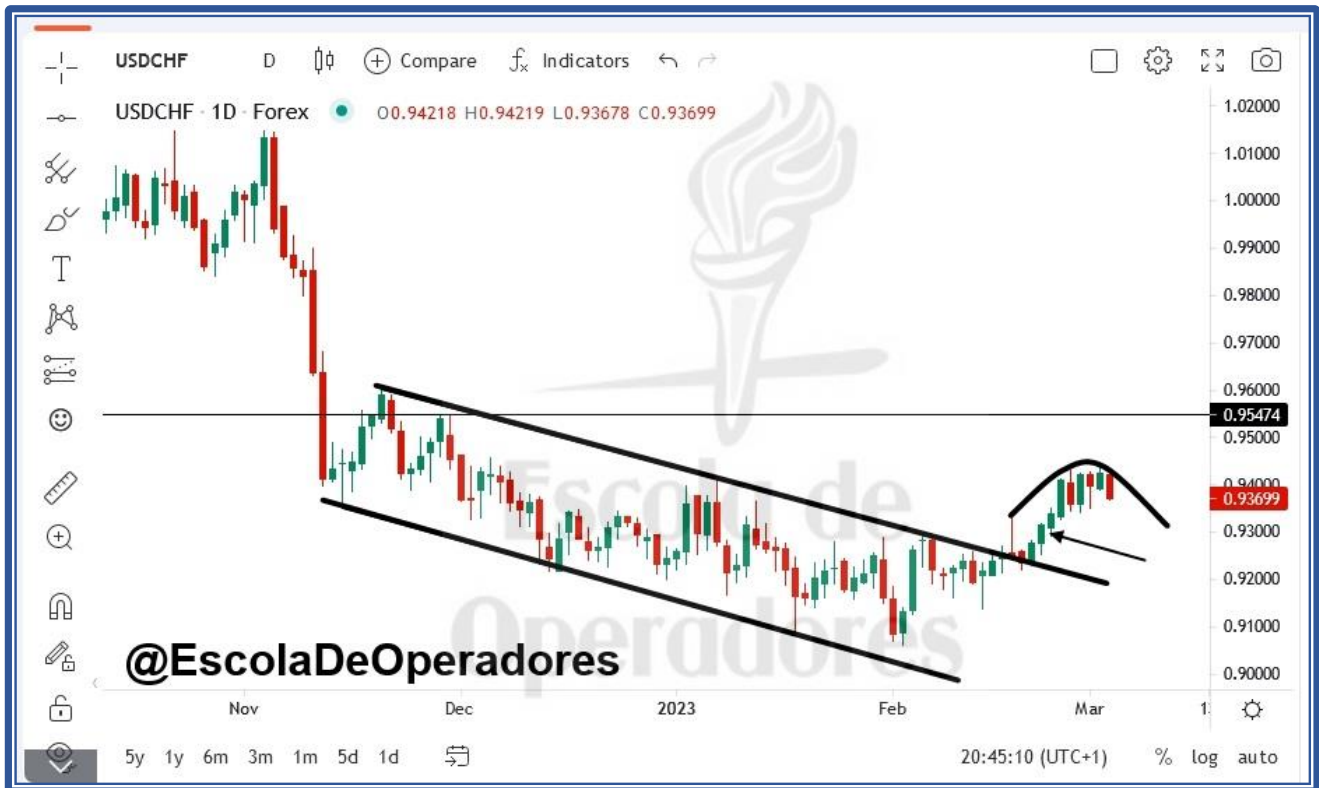 USDCHF D Compare fx Indicators
USDCHF · 1D · Forex O0.94218 H0.94219 L0.93678 C0.93699
1.02000
1.01000
1.00000
0.99000
0.98000
0.97000
0.96000
0.95474
0.95000
0.94000
0.93699
0.93000
0.92000
0.91000
0.90000
Escola de
Operadores
@EscolaDeOperadores
Nov Dec 2023 Feb Mar
5y 1y 6m 3m 1m 5d 1d 20:45:10 (UTC+1) % log auto